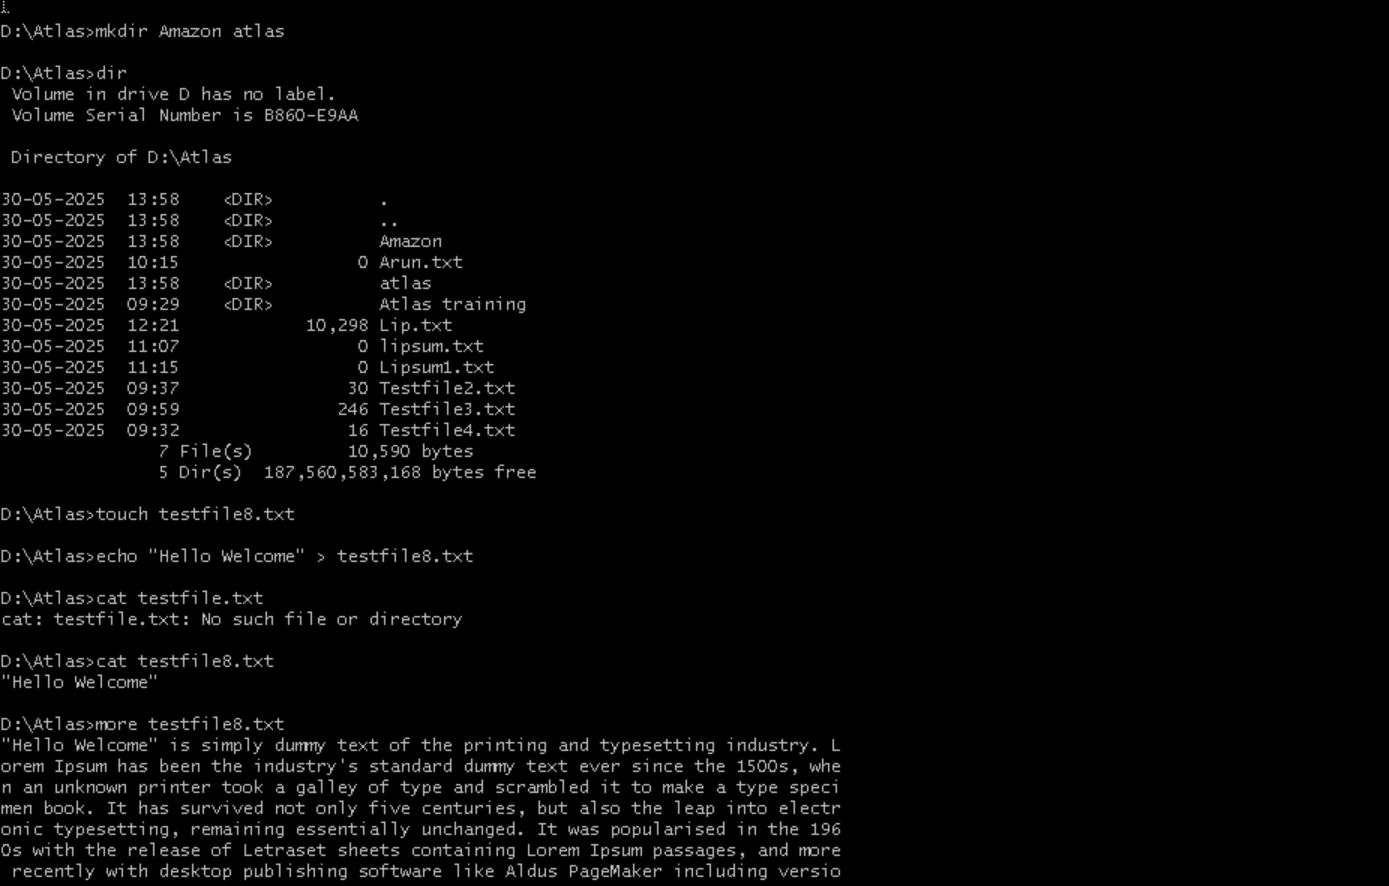 D:\Atlas>mkdir Amazon atlas
D:\Atlas>dir
 Volume in drive D has no label.
 Volume Serial Number is B860-E9AA
 Directory of D:\Atlas
30-05-2025  13:58    <DIR>          .
30-05-2025  13:58    <DIR>          ..
30-05-2025  13:58    <DIR>          Amazon
30-05-2025  10:15                 0 Arun.txt
30-05-2025  13:58    <DIR>          atlas
30-05-2025  09:29    <DIR>          Atlas training
30-05-2025  12:21            10,298 Lip.txt
30-05-2025  11:07                 0 lipsum.txt
30-05-2025  11:15                 0 Lipsum1.txt
30-05-2025  09:37                30 Testfile2.txt
30-05-2025  09:59               246 Testfile3.txt
30-05-2025  09:32                16 Testfile4.txt
               7 File(s)         10,590 bytes
               5 Dir(s)  187,560,583,168 bytes free
D:\Atlas>touch testfile8.txt
D:\Atlas>echo "Hello Welcome" > testfile8.txt
D:\Atlas>cat testfile.txt
cat: testfile.txt: No such file or directory
D:\Atlas>cat testfile8.txt
"Hello Welcome"
D:\Atlas>more testfile8.txt
"Hello Welcome" is simply dummy text of the printing and typesetting industry. L
orem Ipsum has been the industry's standard dummy text ever since the 1500s, whe
n an unknown printer took a galley of type and scrambled it to make a type speci
men book. It has survived not only five centuries, but also the leap into electr
onic typesetting, remaining essentially unchanged. It was popularised in the 196
0s with the release of Letraset sheets containing Lorem Ipsum passages, and more
 recently with desktop publishing software like Aldus PageMaker including versio